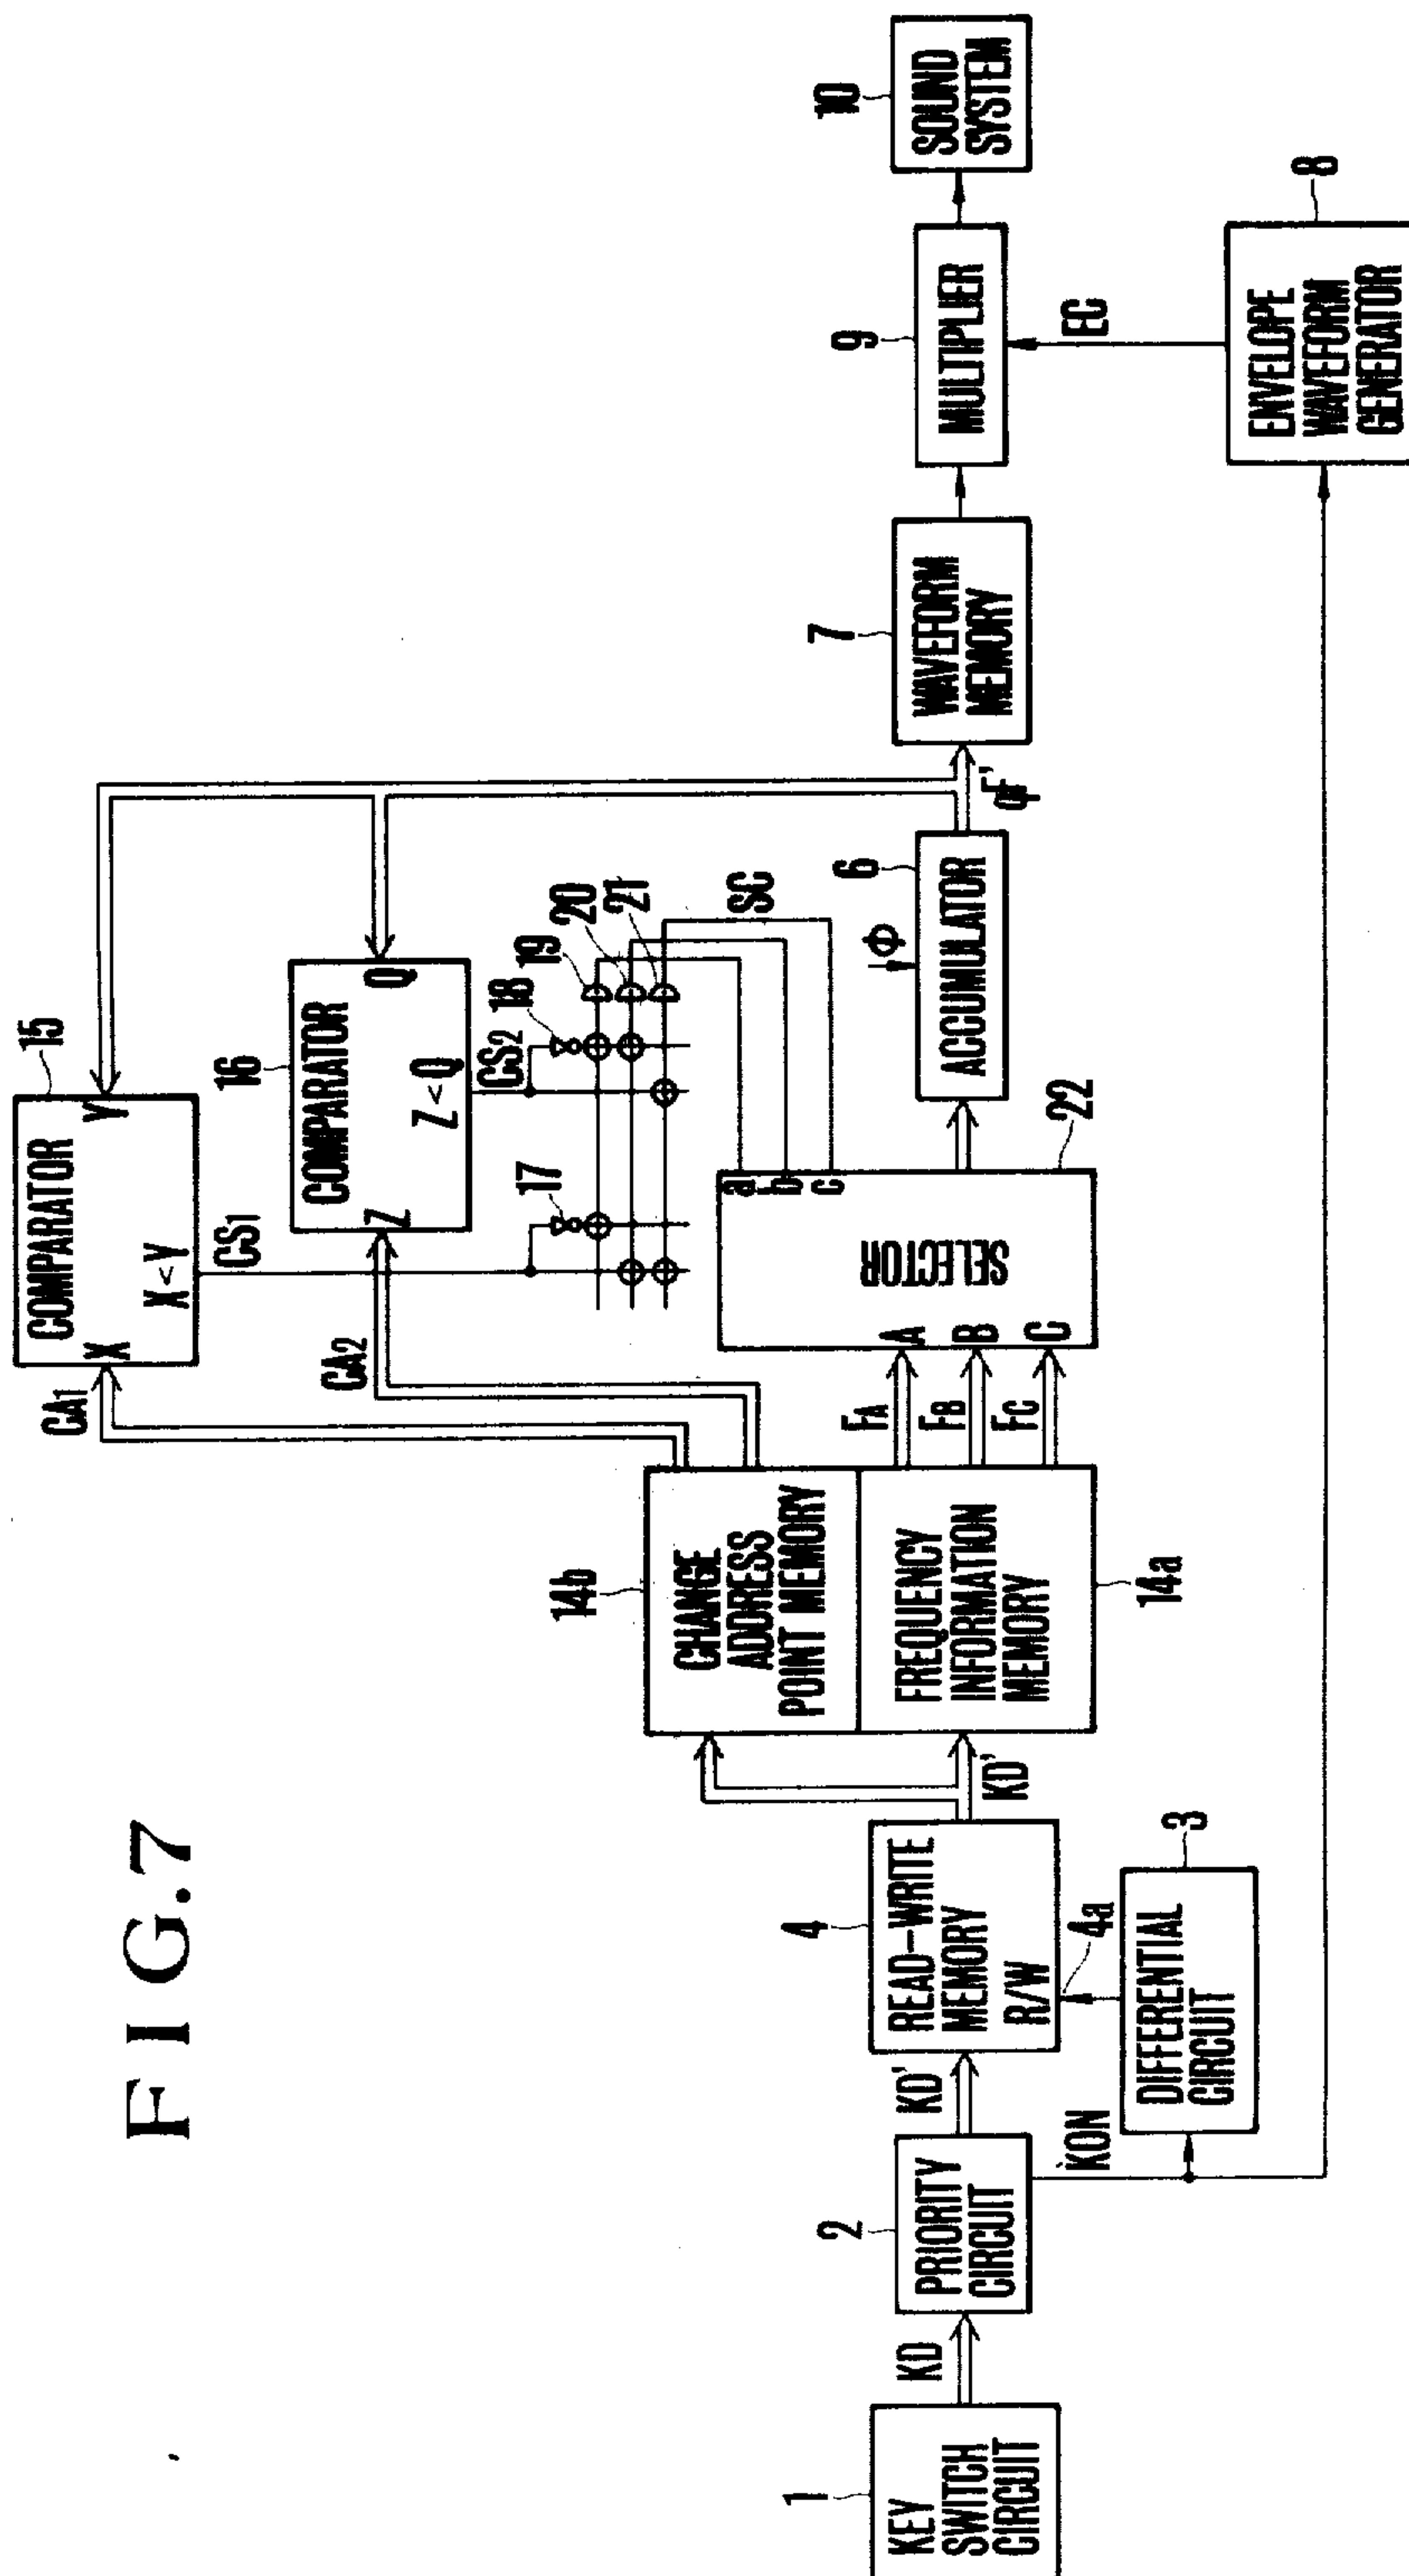 FIG.7
1
KEY
SWITCH
CIRCUIT
KD
2
PRIORITY
CIRCUIT
KD'
KON
4
READ-WRITE
MEMORY
R/W
4a
3
DIFFERENTIAL
CIRCUIT
KD'
14b
CHANGE
ADDRESS
POINT MEMORY
FREQUENCY
INFORMATION
MEMORY
14a
CA1
CA2
FA
FB
FC
15
COMPARATOR
X
Y
X<Y
CS1
16
COMPARATOR
Z
Q
Z<Q
CS2
17
18
19
20
21
SC
a
b
c
A
B
C
SELECTOR
22
φ
6
ACCUMULATOR
7
WAVEFORM
MEMORY
9
MULTIPLIER
EC
8
ENVELOPE
WAVEFORM
GENERATOR
10
SOUND
SYSTEM